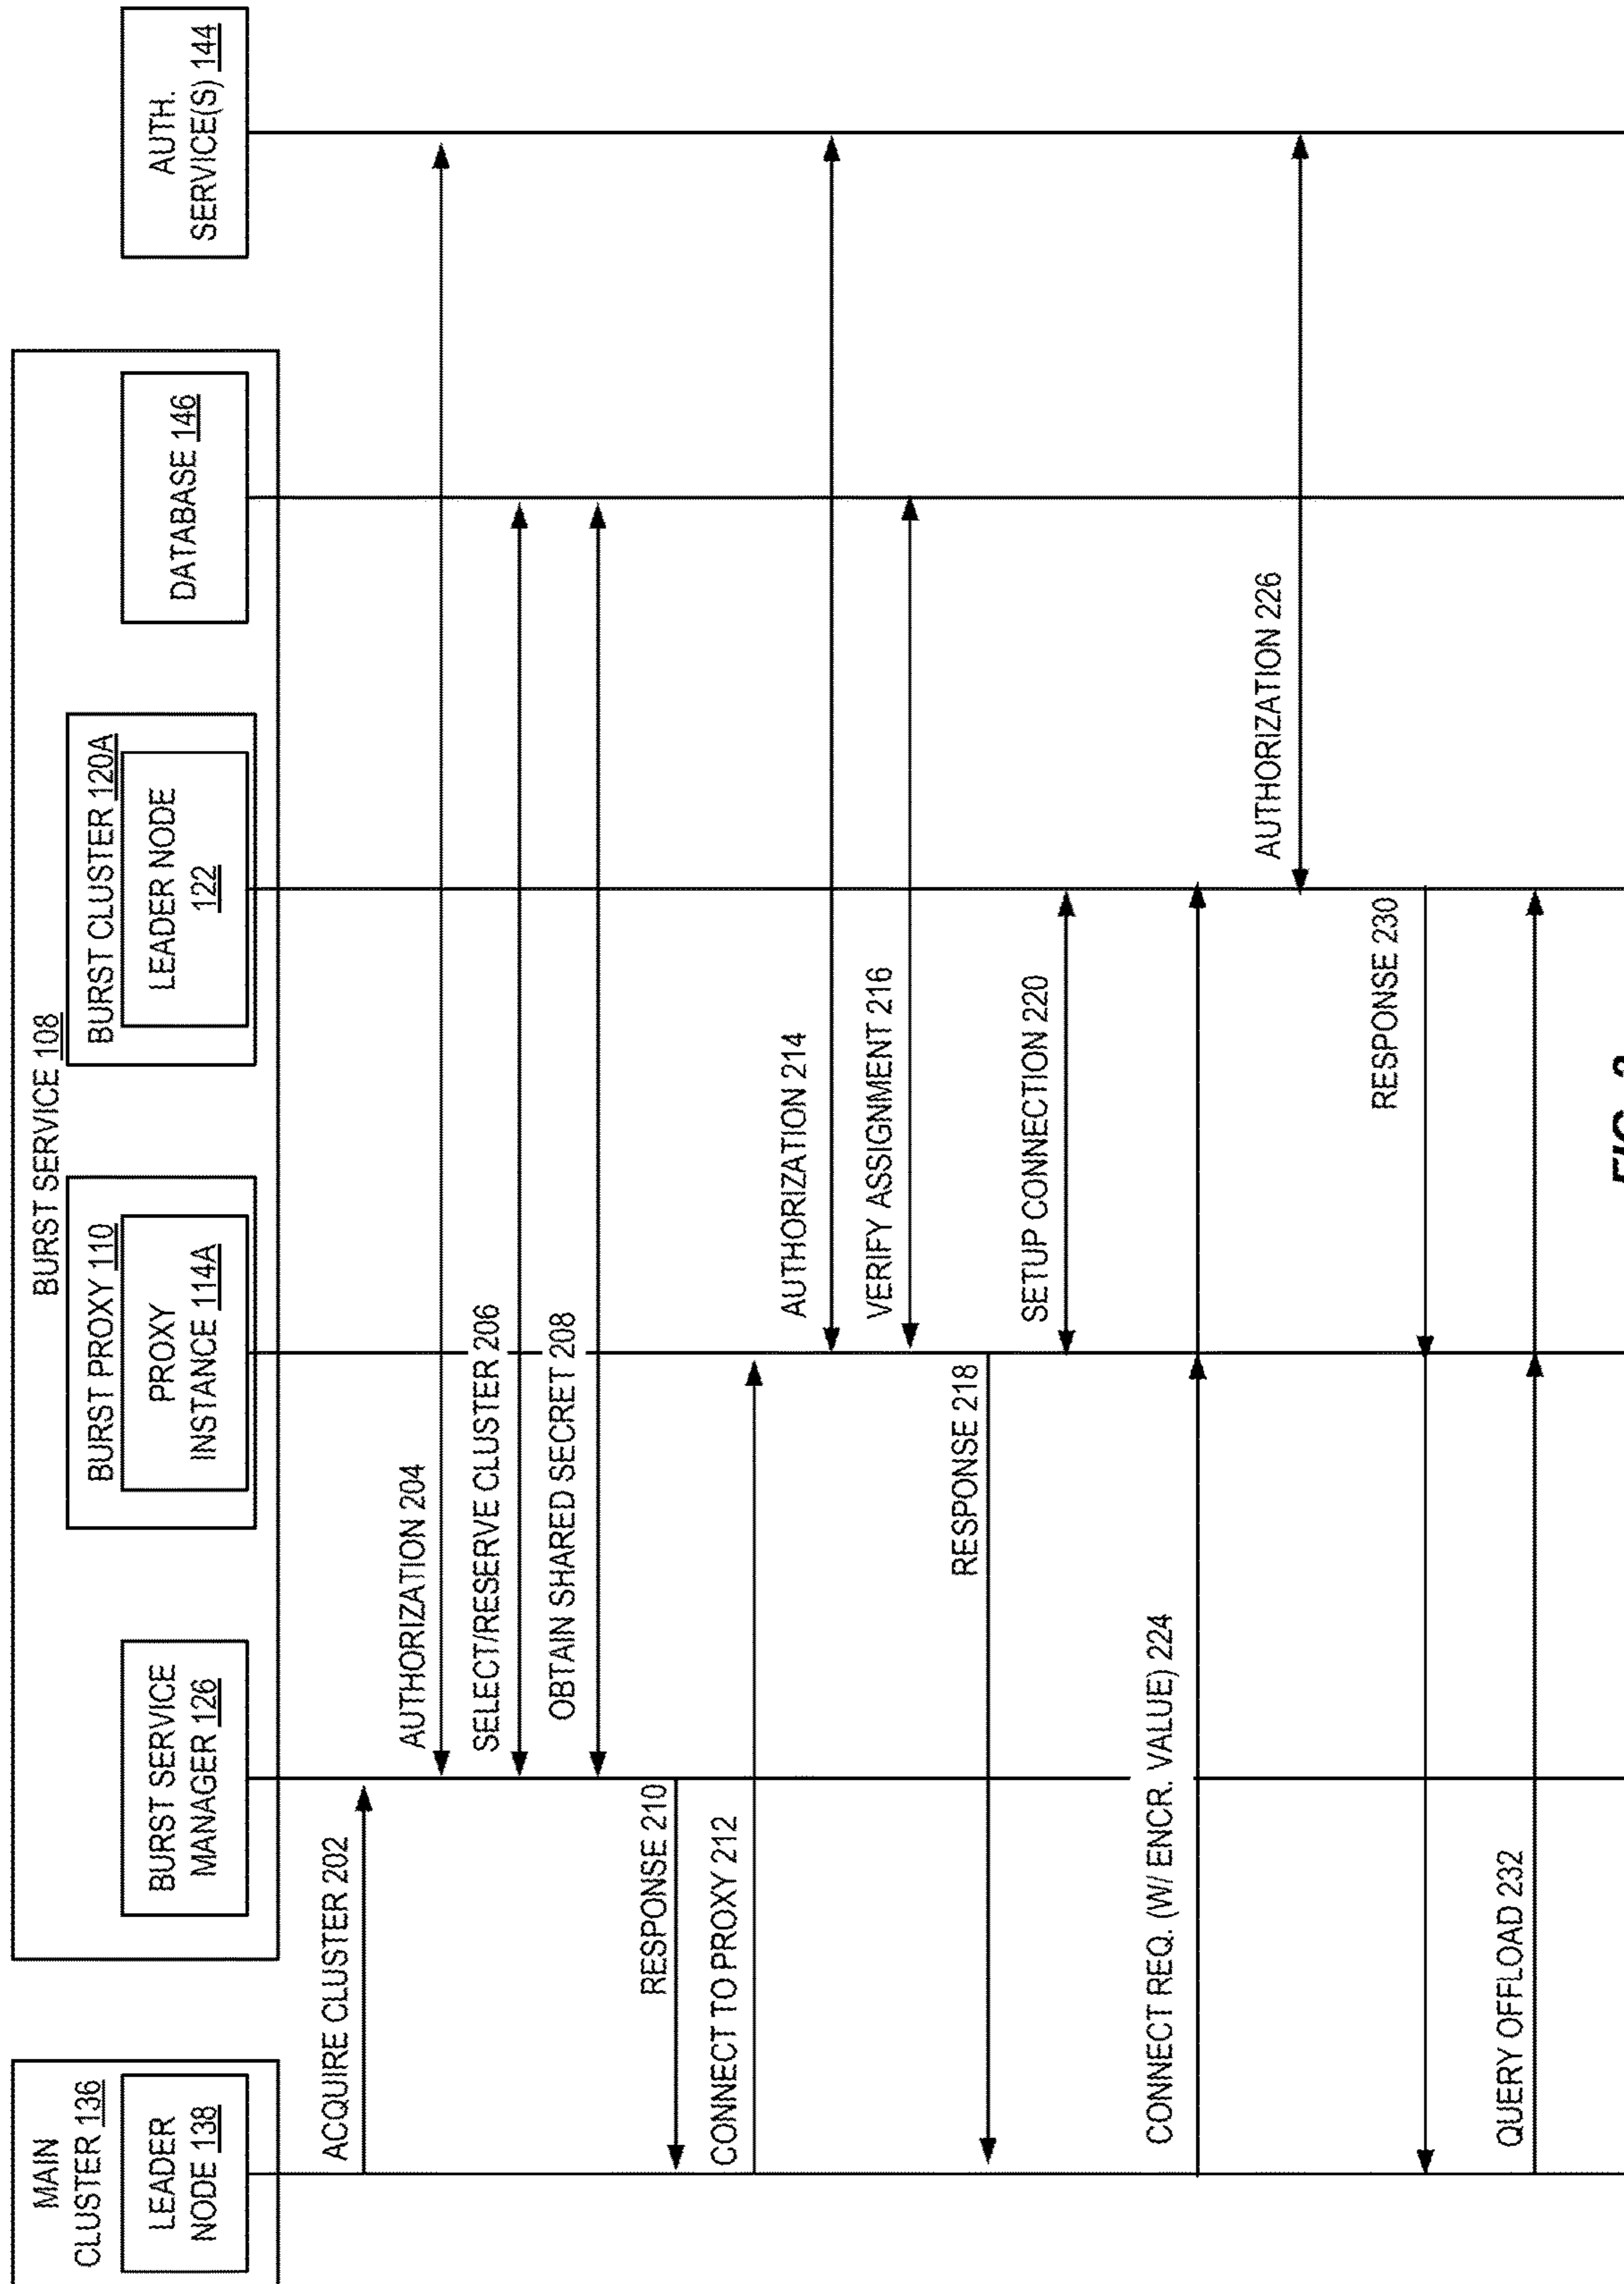 MAIN
CLUSTER 136
LEADER
NODE 138
BURST SERVICE 108
BURST SERVICE
MANAGER 126
BURST PROXY 110
PROXY
INSTANCE 114A
BURST CLUSTER 120A
LEADER NODE
122
DATABASE 146
AUTH.
SERVICE(S) 144
ACQUIRE CLUSTER 202
AUTHORIZATION 204
SELECT/RESERVE CLUSTER 206
OBTAIN SHARED SECRET 208
RESPONSE 210
CONNECT TO PROXY 212
AUTHORIZATION 214
VERIFY ASSIGNMENT 216
RESPONSE 218
SETUP CONNECTION 220
CONNECT REQ. (W/ ENCR. VALUE) 224
AUTHORIZATION 226
RESPONSE 230
QUERY OFFLOAD 232
FIG.